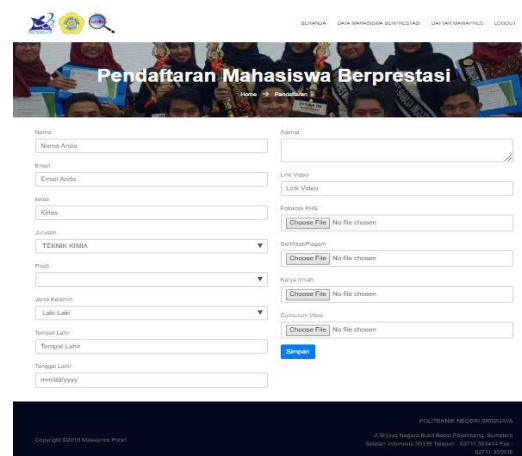 BERANDA DATA MAHASISWA BERPRESTASI DAFTAR MAWAPRES LOGOUT
Pendaftaran Mahasiswa Berprestasi
Home → Pendaftaran
Nama
Nama Anda
Email
Email Anda
kelas
Kelas
Jurusan
TEKNIK KIMIA
Prodi
Jenis Kelamin
Laki-Laki
Tempat Lahir
Tempat Lahir
Tanggal Lahir
mm/dd/yyyy
Alamat
Link Video
Link Video
Fotokopi KHS
Choose File No file chosen
Sertifikat/Piagam
Choose File No file chosen
Karya Ilmiah
Choose File No file chosen
Curiculum Vitae
Choose File No file chosen
Simpan
Copyright ©2019 Mawapres Polsri
POLITEKNIK NEGERI SRIWIJAYA
Jl.Srijaya Negara Bukit Besar Palembang, Sumatera
Selatan Indonesia 30139 Telepon : 62711 353414 Fax :
62711 355918